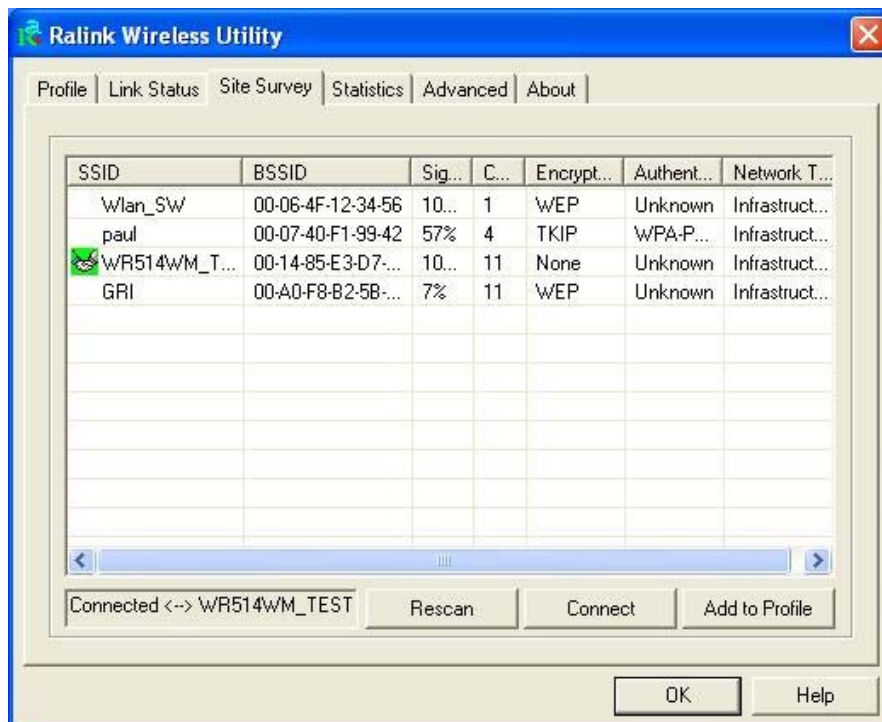 Ralink Wireless Utility
Profile Link Status Site Survey Statistics Advanced About
SSID BSSID Sig... C... Encrypt... Authent... Network T...
Wlan_SW 00-06-4F-12-34-56 10... 1 WEP Unknown Infrastruct...
paul 00-07-40-F1-99-42 57% 4 TKIP WPA-P... Infrastruct...
WR514WM_T... 00-14-85-E3-D7-... 10... 11 None Unknown Infrastruct...
GRI 00-A0-F8-B2-5B-... 7% 11 WEP Unknown Infrastruct...
Connected <--> WR514WM_TEST Rescan Connect Add to Profile
OK Help